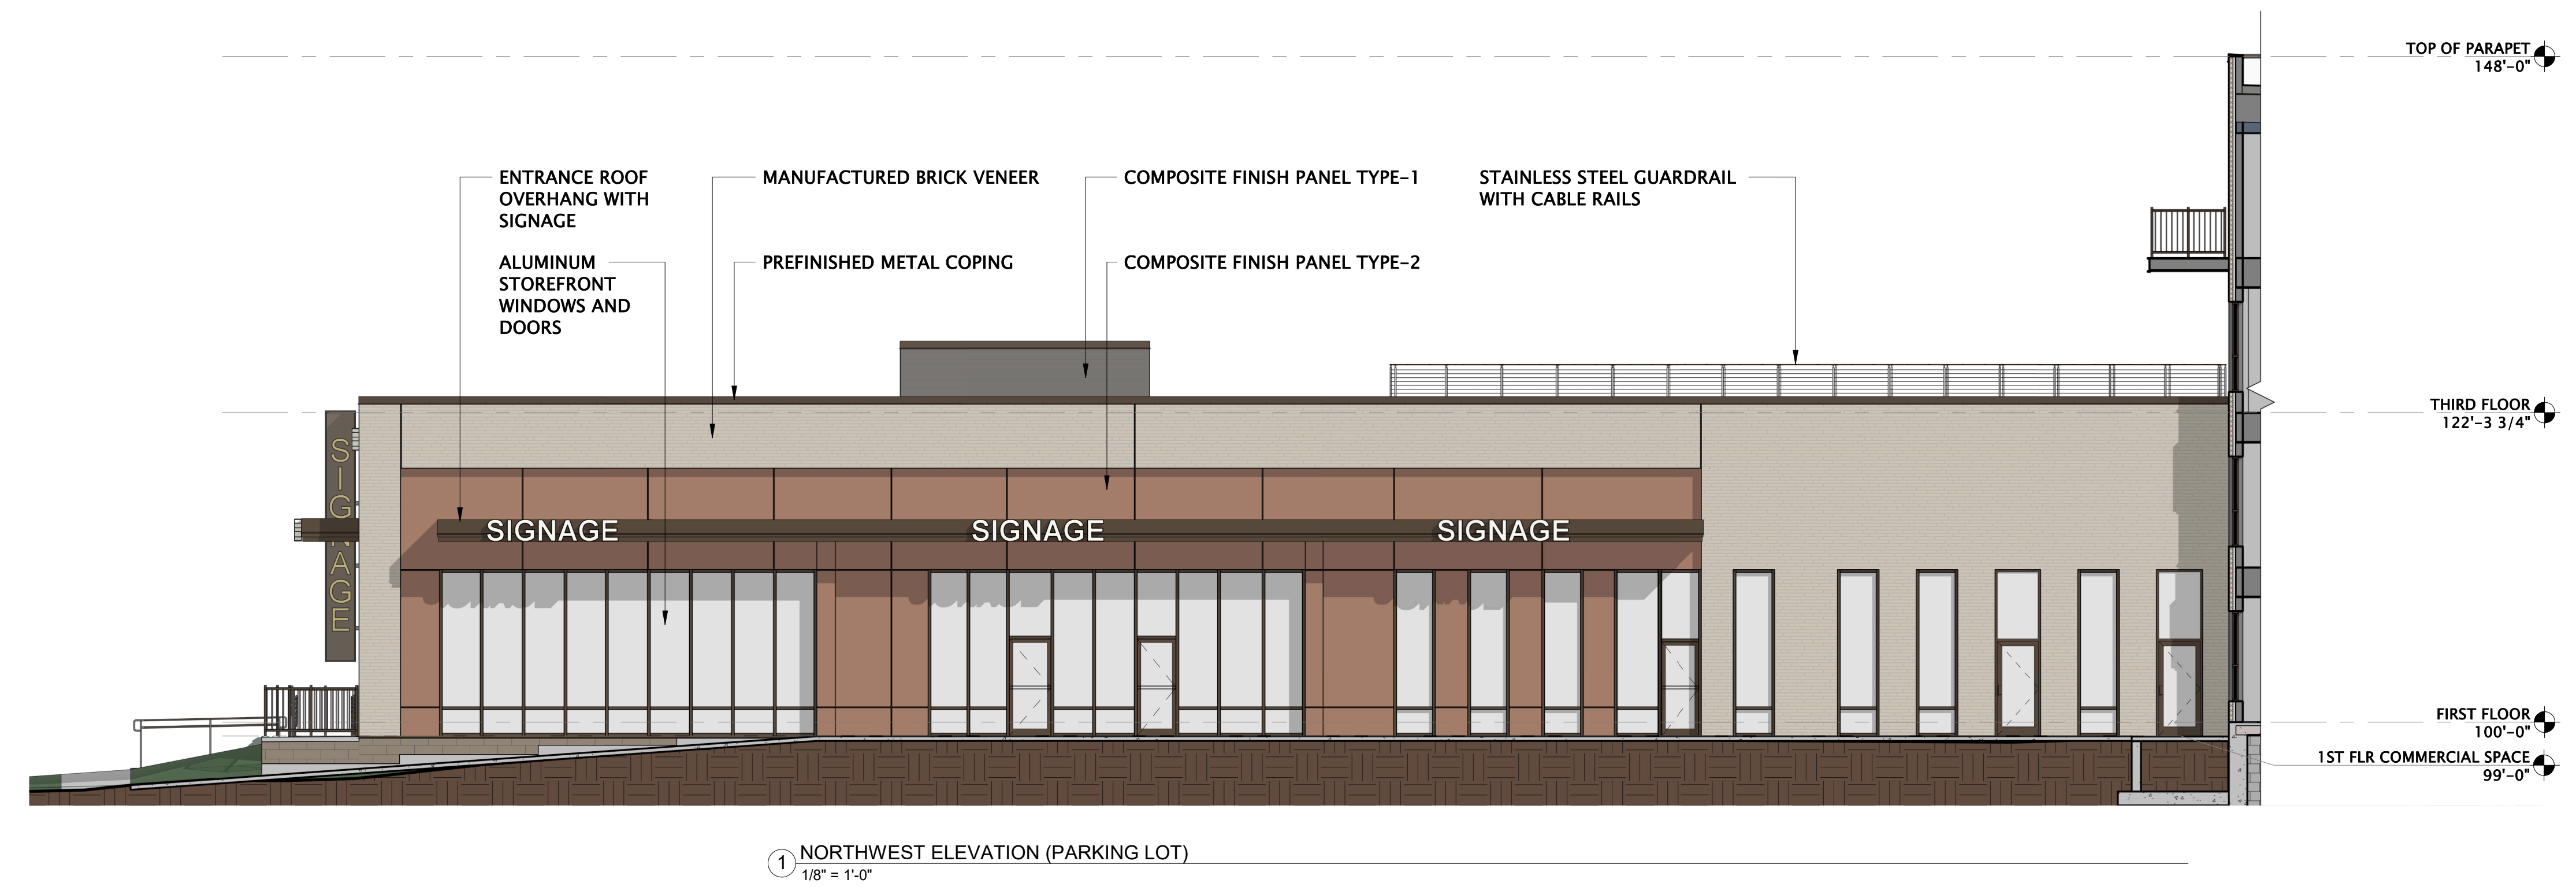 TOP OF PARAPET
148'-0"
ENTRANCE ROOF
OVERHANG WITH
SIGNAGE
MANUFACTURED BRICK VENEER
COMPOSITE FINISH PANEL TYPE-1
STAINLESS STEEL GUARDRAIL
WITH CABLE RAILS
ALUMINUM
STOREFRONT
WINDOWS AND
DOORS
PREFINISHED METAL COPING
COMPOSITE FINISH PANEL TYPE-2
THIRD FLOOR
122'-3 3/4"
SIGNAGE
SIGNAGE
SIGNAGE
SIGNAGE
FIRST FLOOR
100'-0"
1ST FLR COMMERCIAL SPACE
99'-0"
1
NORTHWEST ELEVATION (PARKING LOT)
1/8" = 1'-0"